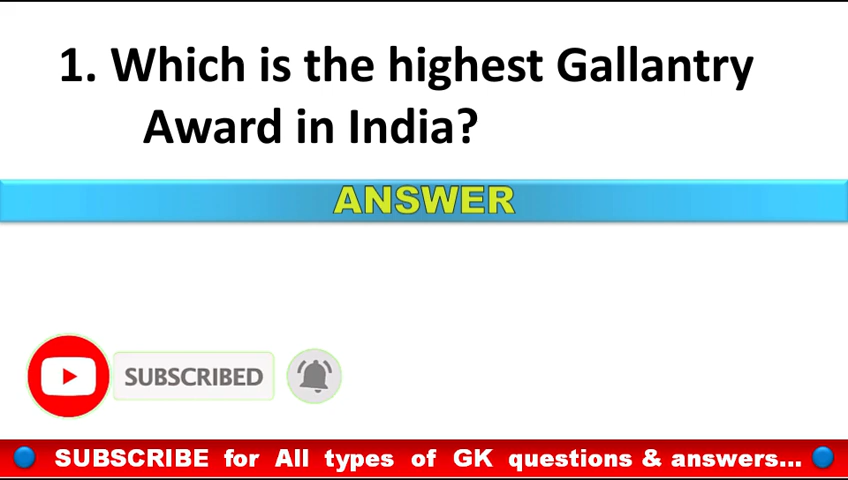 1. Which is the highest Gallantry
Award in India?
ANSWER
SUBSCRIBED
SUBSCRIBE for All types of GK questions & answers...